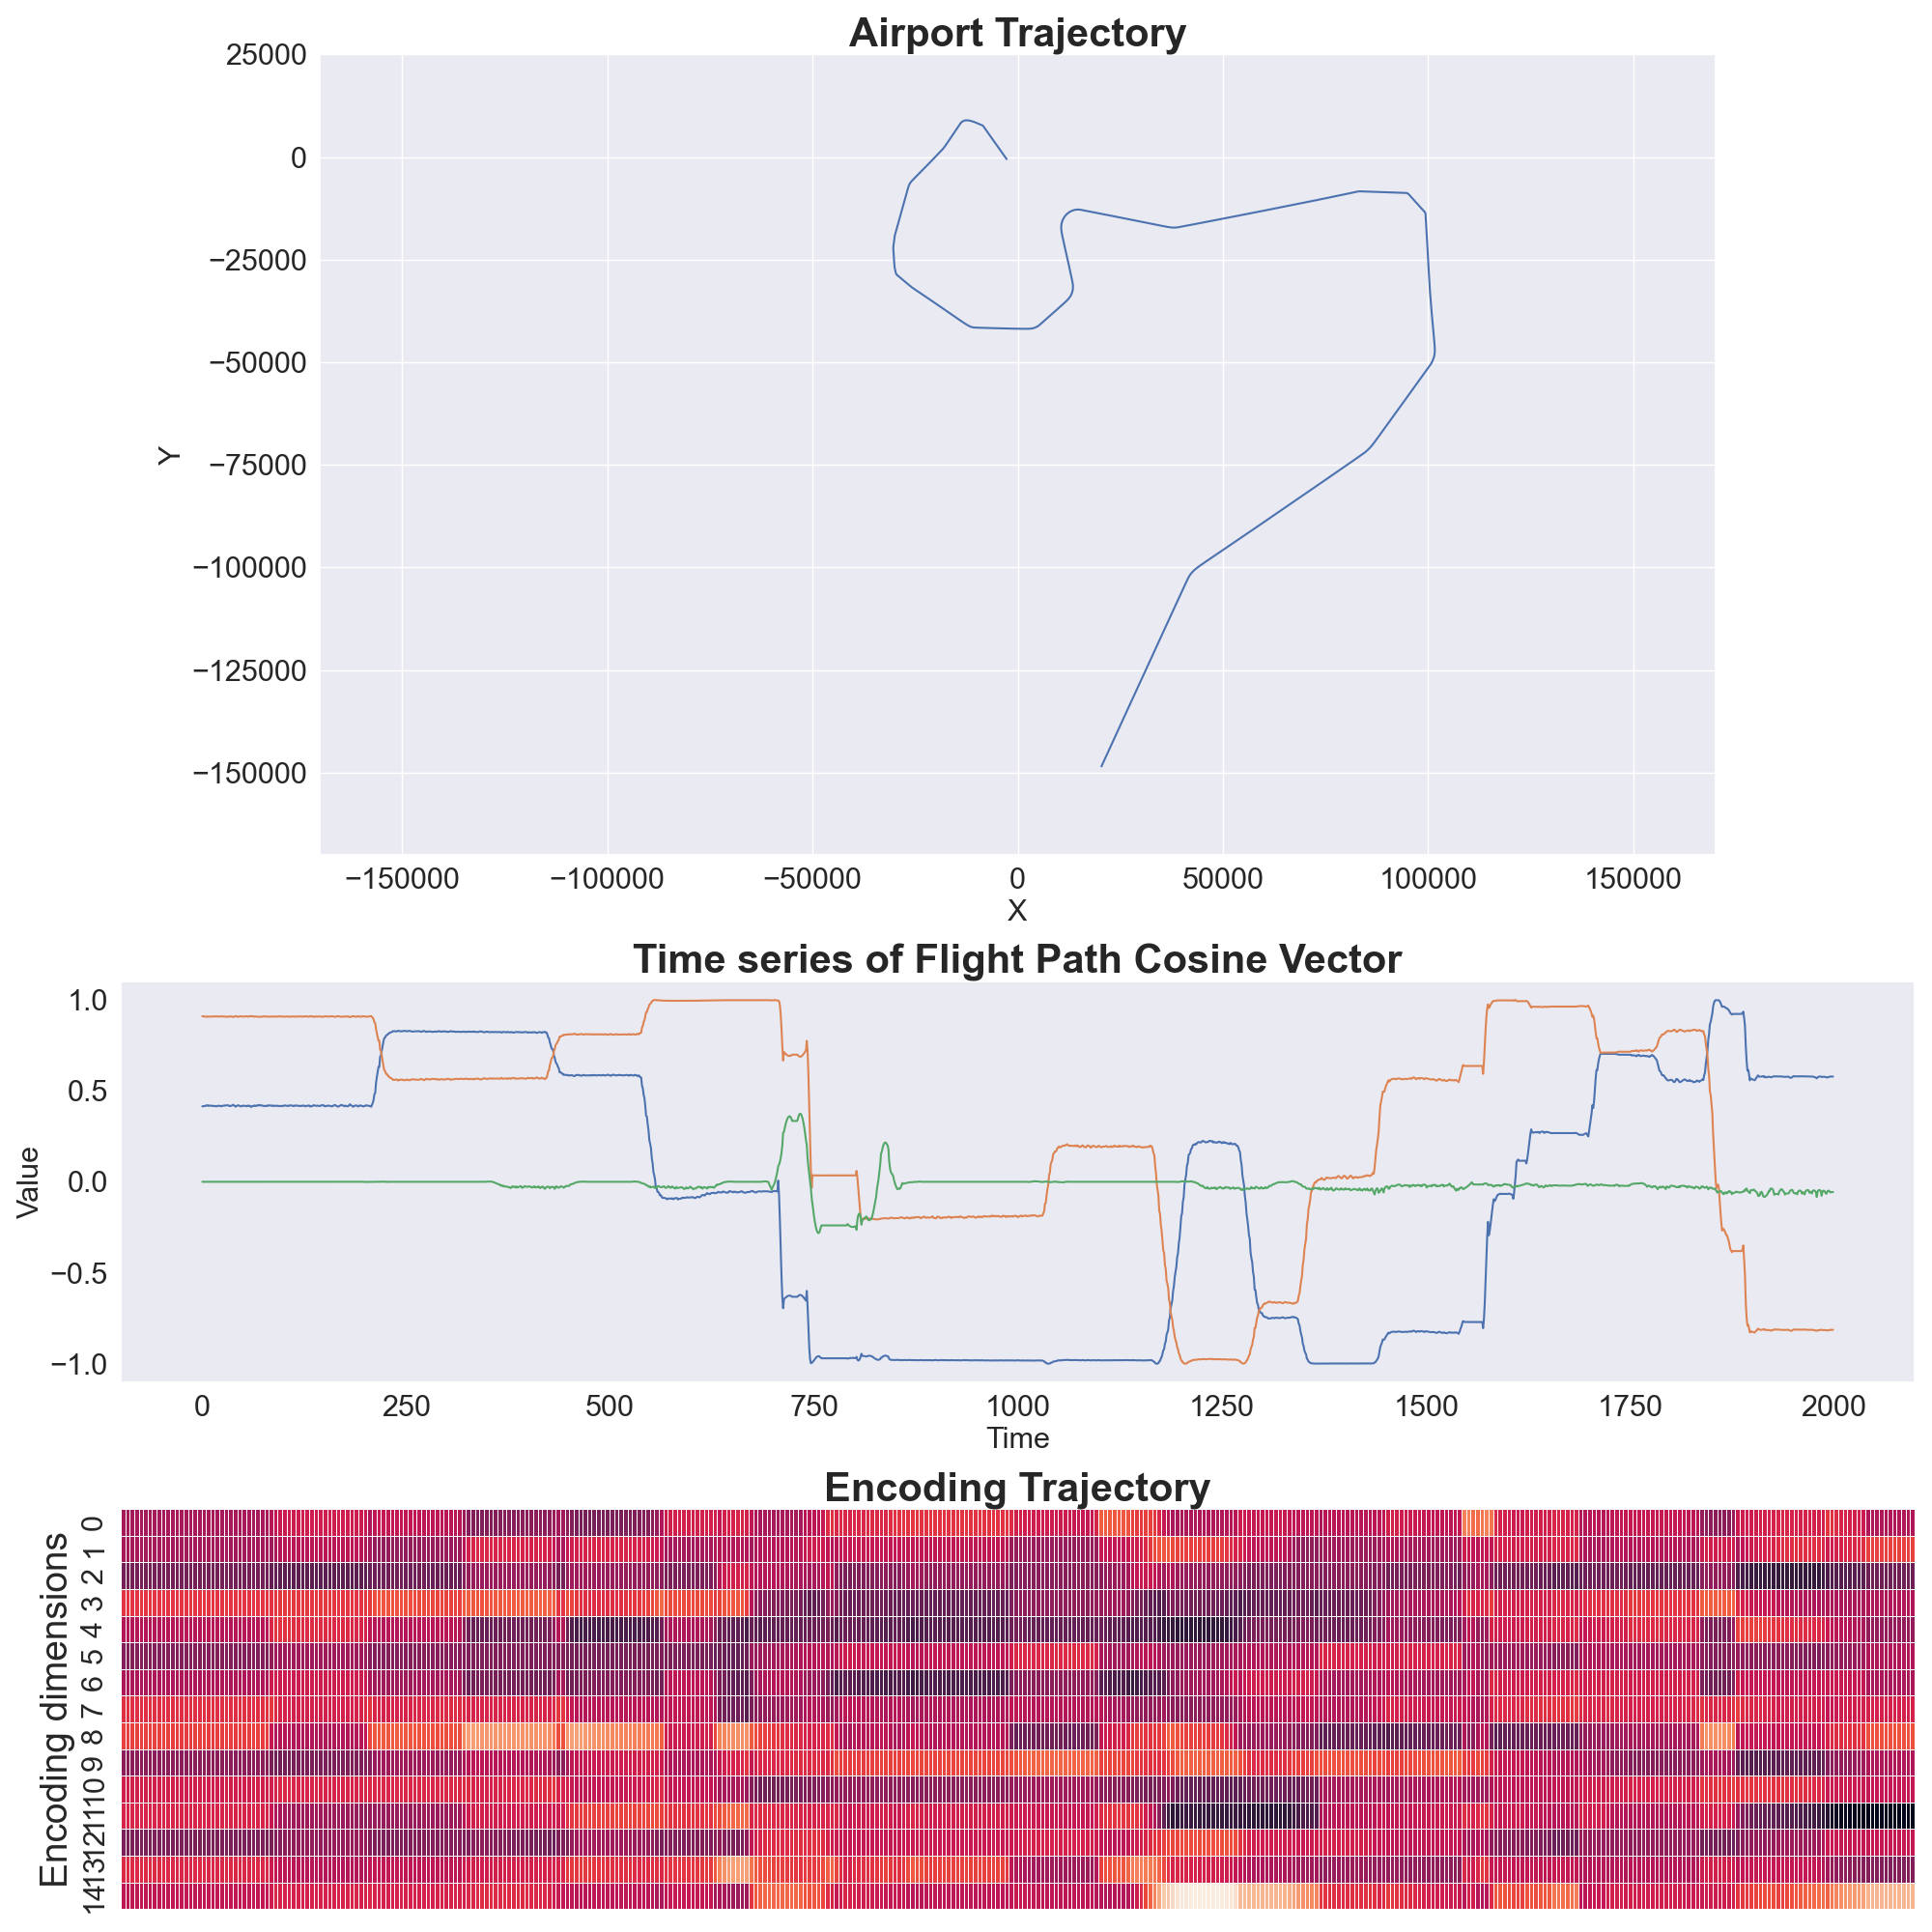 Airport Trajectory
25000
0
−25000
−50000
−75000
−100000
−125000
−150000
Y
−150000 −100000 −50000 0 50000 100000 150000
X
Time series of Flight Path Cosine Vector
1.0
0.5
0.0
−0.5
−1.0
Value
0 250 500 750 1000 1250 1500 1750 2000
Time
Encoding Trajectory
Encoding dimensions
0
1
2
3
4
5
6
7
8
9
10
11
12
13
14